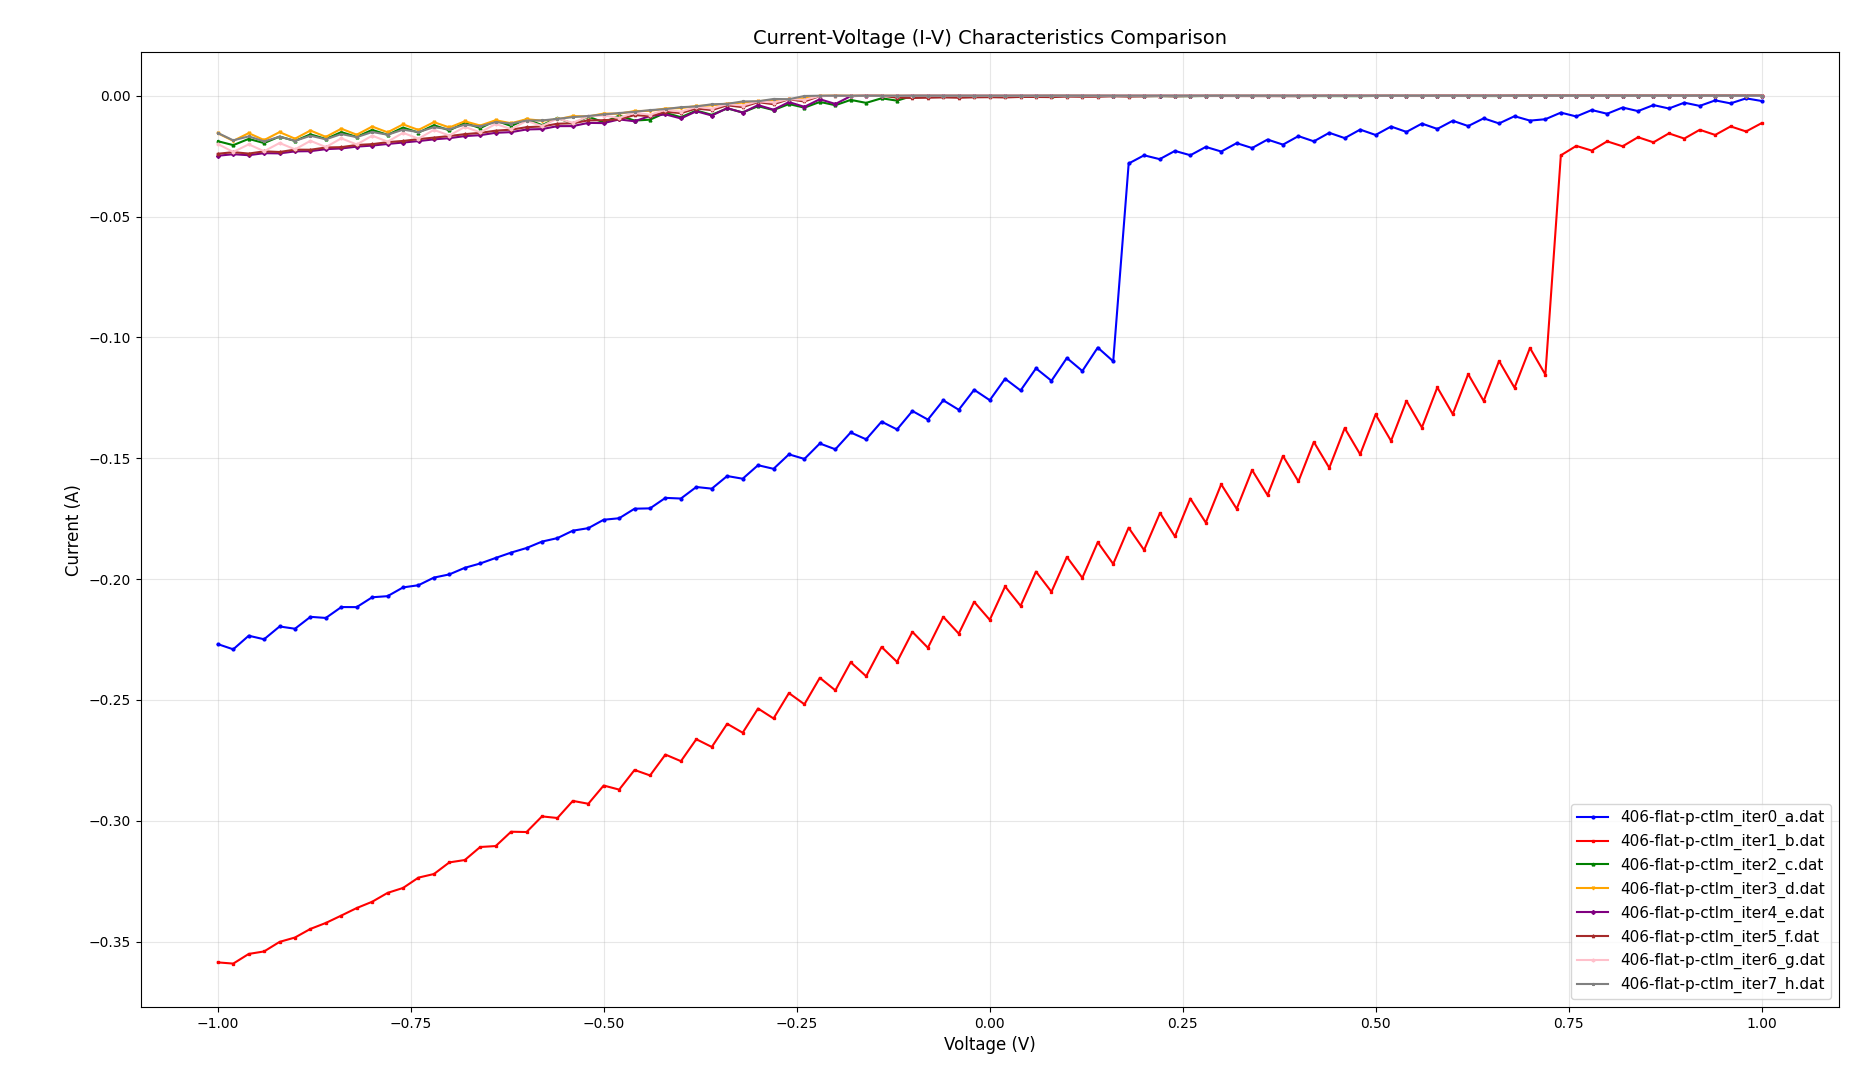 Current-Voltage (I-V) Characteristics Comparison
Current (A)
0.00
−0.05
−0.10
−0.15
−0.20
−0.25
−0.30
−0.35
406-flat-p-ctlm_iter0_a.dat
406-flat-p-ctlm_iter1_b.dat
406-flat-p-ctlm_iter2_c.dat
406-flat-p-ctlm_iter3_d.dat
406-flat-p-ctlm_iter4_e.dat
406-flat-p-ctlm_iter5_f.dat
406-flat-p-ctlm_iter6_g.dat
406-flat-p-ctlm_iter7_h.dat
−1.00 −0.75 −0.50 −0.25 0.00 0.25 0.50 0.75 1.00
Voltage (V)